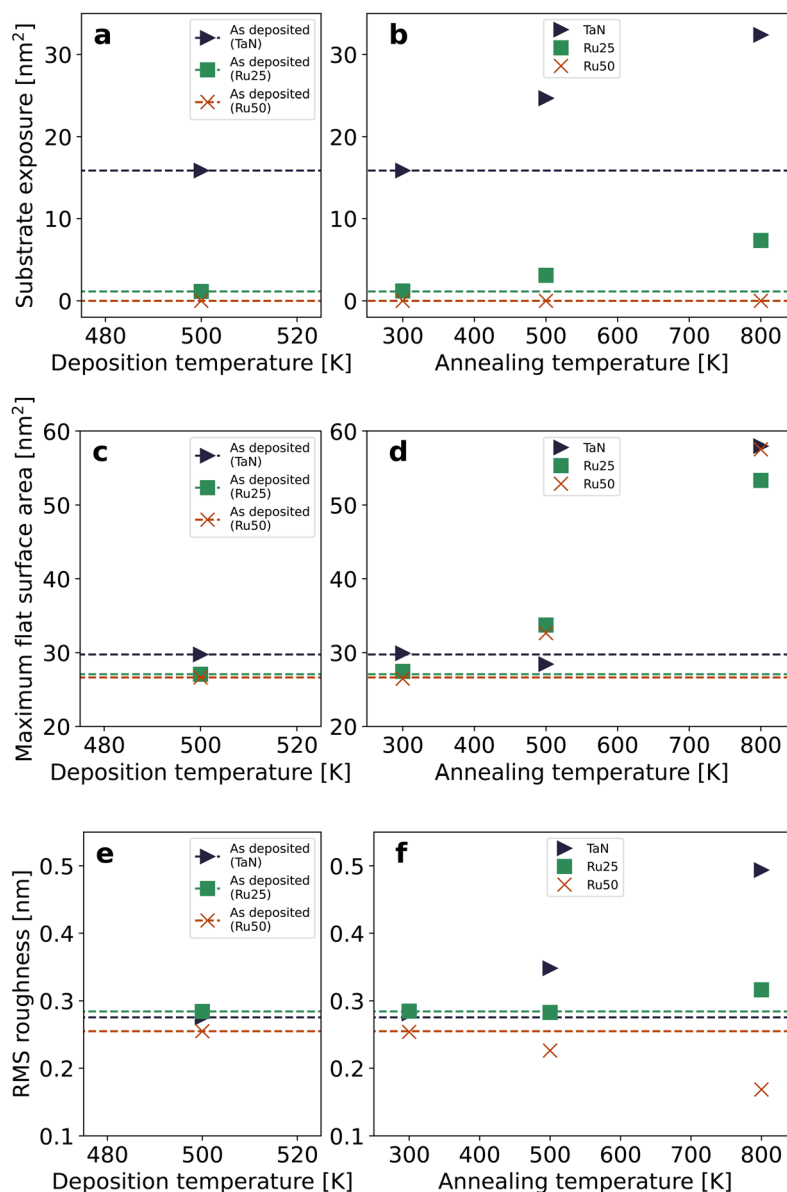 a
As deposited
(TaN)
As deposited
(Ru25)
As deposited
(Ru50)
Substrate exposure [nm²]
30
20
10
0
480 500 520
Deposition temperature [K]
b
TaN
Ru25
Ru50
30
20
10
0
300 400 500 600 700 800
Annealing temperature [K]
c
As deposited
(TaN)
As deposited
(Ru25)
As deposited
(Ru50)
Maximum flat surface area [nm²]
60
50
40
30
20
480 500 520
Deposition temperature [K]
d
TaN
Ru25
Ru50
60
50
40
30
20
300 400 500 600 700 800
Annealing temperature [K]
e
As deposited
(TaN)
As deposited
(Ru25)
As deposited
(Ru50)
RMS roughness [nm]
0.5
0.4
0.3
0.2
0.1
480 500 520
Deposition temperature [K]
f
TaN
Ru25
Ru50
0.5
0.4
0.3
0.2
0.1
300 400 500 600 700 800
Annealing temperature [K]